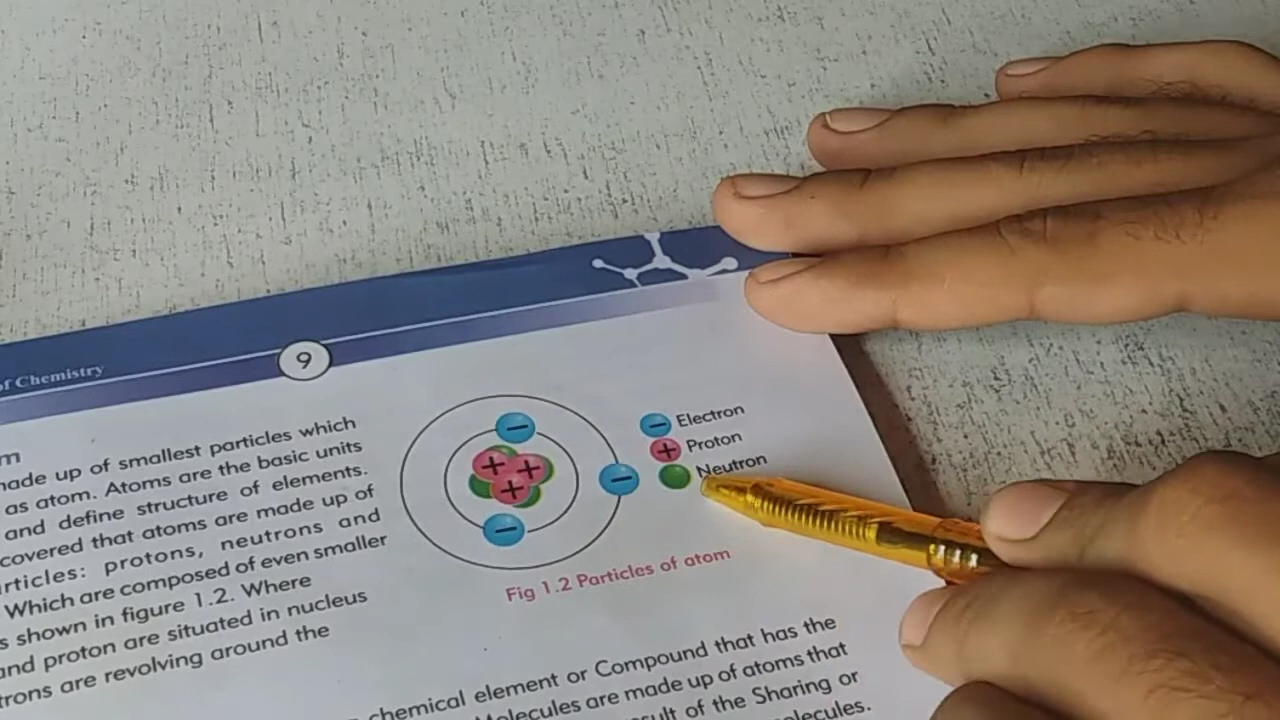 of Chemistry
9
made up of smallest particles which
as atom. Atoms are the basic units
and define structure of elements.
covered that atoms are made up of
articles: protons, neutrons and
Which are composed of even smaller
s shown in figure 1.2. Where
and proton are situated in nucleus
trons are revolving around the
− Electron
+ Proton
Neutron
−
+ +
+
−
−
Fig 1.2 Particles of atom
chemical element or Compound that has the
Molecules are made up of atoms that
sult of the Sharing or
olecules.